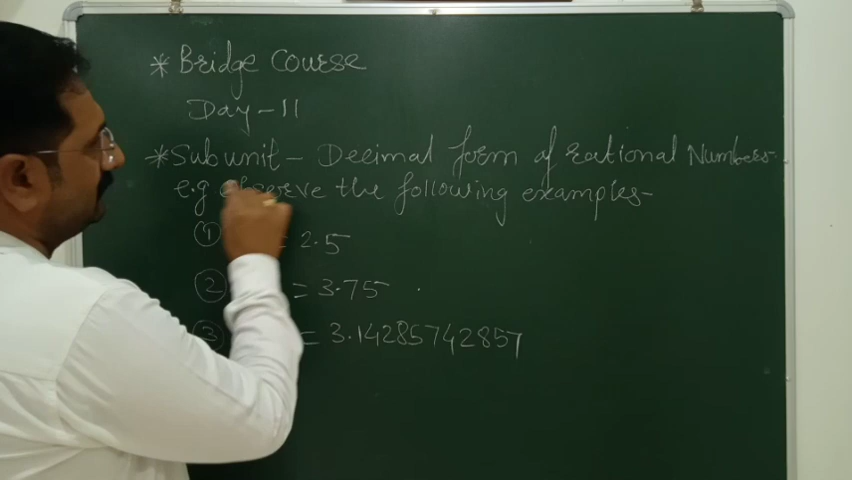 * Bridge Course
Day - 11
* Subunit - Decimal form of rational Numbers.
e.g observe the following examples -
① = 2.5
② = 3.75
③ = 3.14285742857